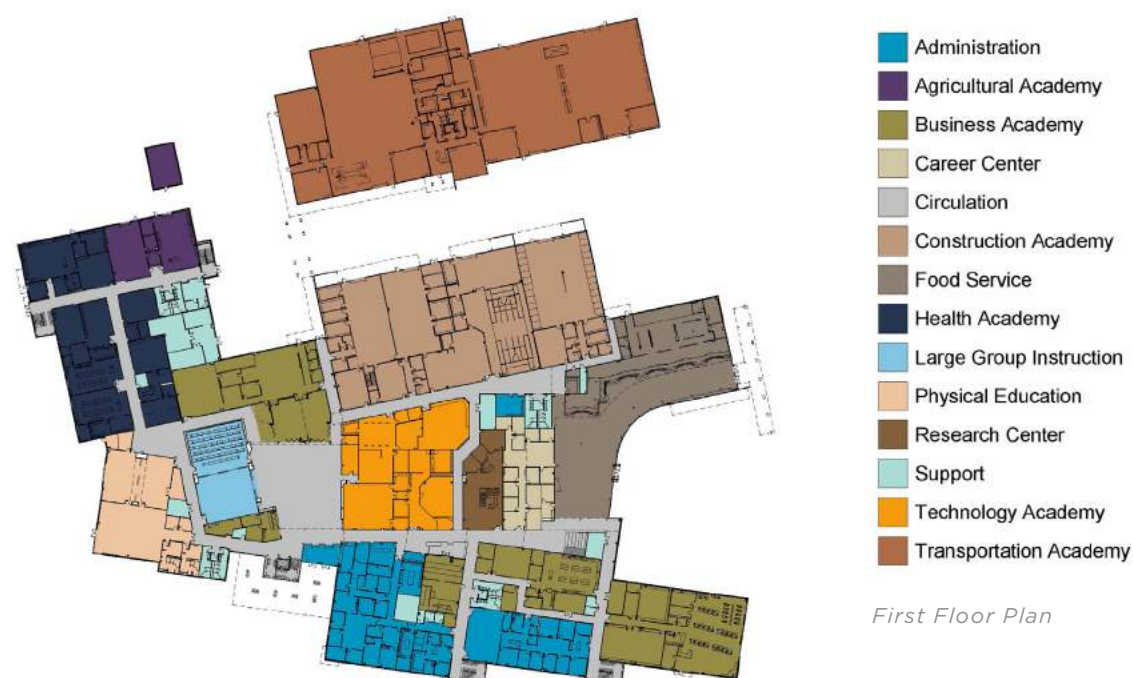 Administration
Agricultural Academy
Business Academy
Career Center
Circulation
Construction Academy
Food Service
Health Academy
Large Group Instruction
Physical Education
Research Center
Support
Technology Academy
Transportation Academy
First Floor Plan